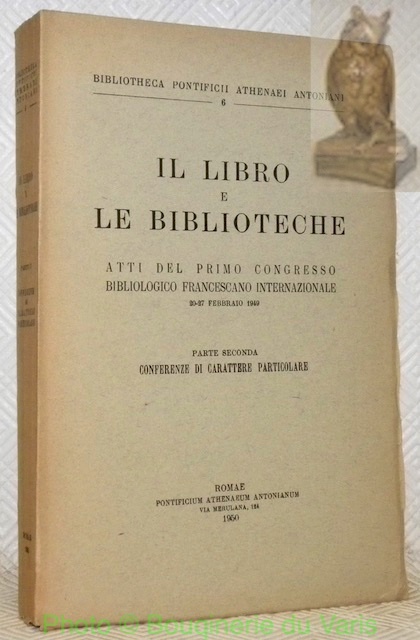 BIBLIOTHECA PONTIFICII ATHENAEI ANTONIANI
6
IL LIBRO
E
LE BIBLIOTECHE
ATTI DEL PRIMO CONGRESSO
BIBLIOLOGICO FRANCESCANO INTERNAZIONALE
20-27 FEBBRAIO 1949
PARTE SECONDA
CONFERENZE DI CARATTERE PARTICOLARE
ROMAE
PONTIFICIUM ATHENAEUM ANTONIANUM
VIA MERULANA, 124
1950
Photo © Bouquinerie du Varis